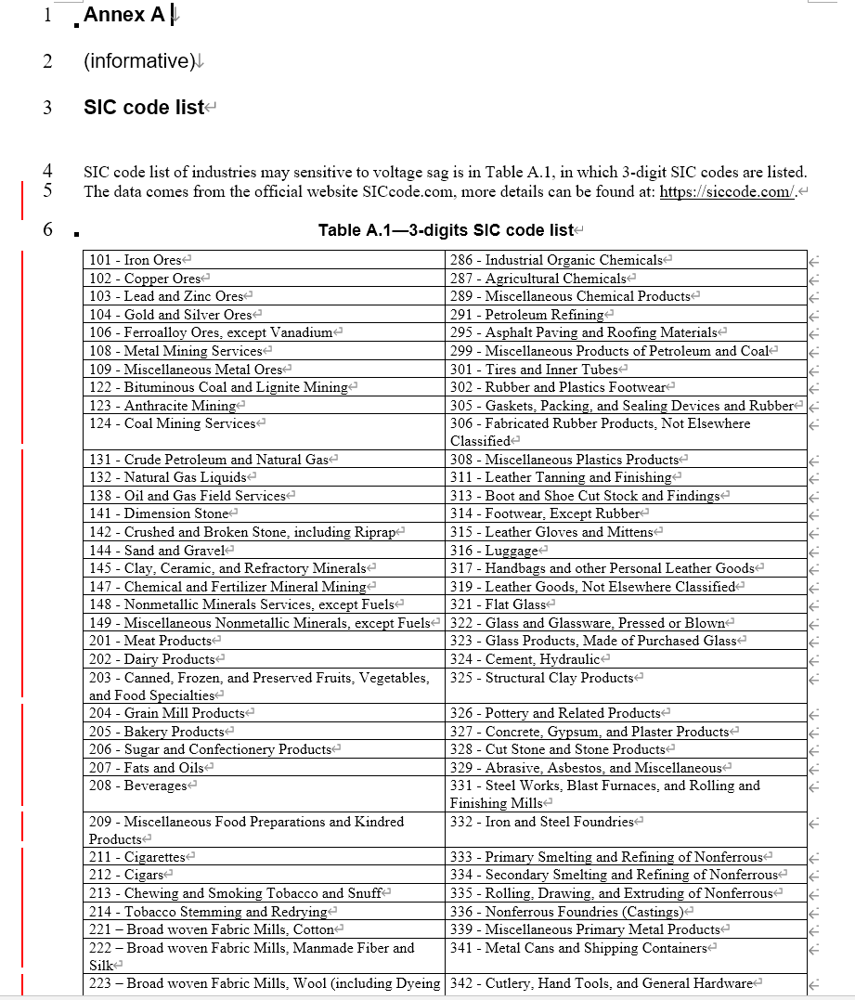 1 Annex A
2 (informative)
3 SIC code list
4 SIC code list of industries may sensitive to voltage sag is in Table A.1, in which 3-digit SIC codes are listed.
5 The data comes from the official website SICcode.com, more details can be found at: https://siccode.com/.
6 Table A.1—3-digits SIC code list
101 - Iron Ores 286 - Industrial Organic Chemicals
102 - Copper Ores 287 - Agricultural Chemicals
103 - Lead and Zinc Ores 289 - Miscellaneous Chemical Products
104 - Gold and Silver Ores 291 - Petroleum Refining
106 - Ferroalloy Ores, except Vanadium 295 - Asphalt Paving and Roofing Materials
108 - Metal Mining Services 299 - Miscellaneous Products of Petroleum and Coal
109 - Miscellaneous Metal Ores 301 - Tires and Inner Tubes
122 - Bituminous Coal and Lignite Mining 302 - Rubber and Plastics Footwear
123 - Anthracite Mining 305 - Gaskets, Packing, and Sealing Devices and Rubber
124 - Coal Mining Services 306 - Fabricated Rubber Products, Not Elsewhere
Classified
131 - Crude Petroleum and Natural Gas 308 - Miscellaneous Plastics Products
132 - Natural Gas Liquids 311 - Leather Tanning and Finishing
138 - Oil and Gas Field Services 313 - Boot and Shoe Cut Stock and Findings
141 - Dimension Stone 314 - Footwear, Except Rubber
142 - Crushed and Broken Stone, including Riprap 315 - Leather Gloves and Mittens
144 - Sand and Gravel 316 - Luggage
145 - Clay, Ceramic, and Refractory Minerals 317 - Handbags and other Personal Leather Goods
147 - Chemical and Fertilizer Mineral Mining 319 - Leather Goods, Not Elsewhere Classified
148 - Nonmetallic Minerals Services, except Fuels 321 - Flat Glass
149 - Miscellaneous Nonmetallic Minerals, except Fuels 322 - Glass and Glassware, Pressed or Blown
201 - Meat Products 323 - Glass Products, Made of Purchased Glass
202 - Dairy Products 324 - Cement, Hydraulic
203 - Canned, Frozen, and Preserved Fruits, Vegetables, 325 - Structural Clay Products
and Food Specialties
204 - Grain Mill Products 326 - Pottery and Related Products
205 - Bakery Products 327 - Concrete, Gypsum, and Plaster Products
206 - Sugar and Confectionery Products 328 - Cut Stone and Stone Products
207 - Fats and Oils 329 - Abrasive, Asbestos, and Miscellaneous
208 - Beverages 331 - Steel Works, Blast Furnaces, and Rolling and
Finishing Mills
209 - Miscellaneous Food Preparations and Kindred 332 - Iron and Steel Foundries
Products
211 - Cigarettes 333 - Primary Smelting and Refining of Nonferrous
212 - Cigars 334 - Secondary Smelting and Refining of Nonferrous
213 - Chewing and Smoking Tobacco and Snuff 335 - Rolling, Drawing, and Extruding of Nonferrous
214 - Tobacco Stemming and Redrying 336 - Nonferrous Foundries (Castings)
221 – Broad woven Fabric Mills, Cotton 339 - Miscellaneous Primary Metal Products
222 – Broad woven Fabric Mills, Manmade Fiber and 341 - Metal Cans and Shipping Containers
Silk
223 – Broad woven Fabric Mills, Wool (including Dyeing 342 - Cutlery, Hand Tools, and General Hardware